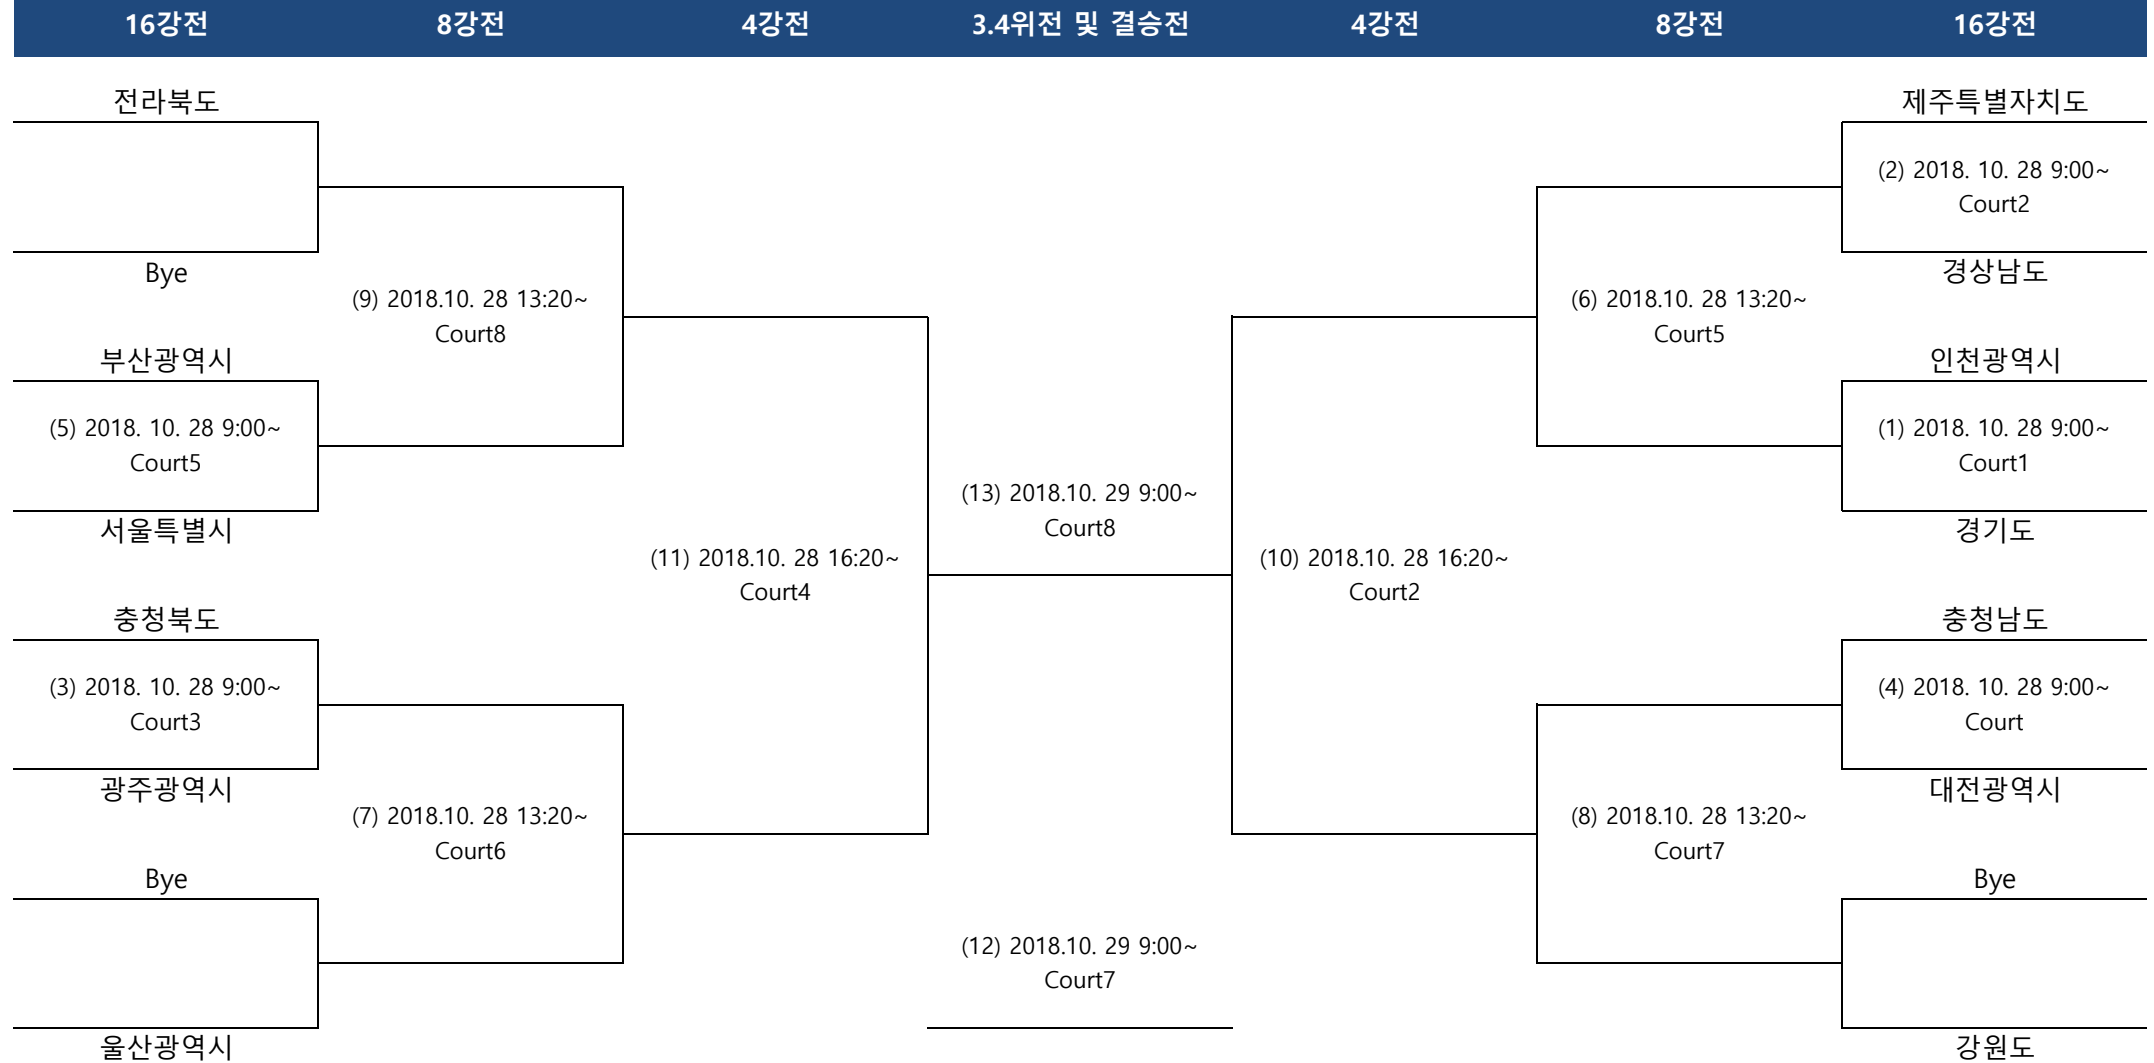 16강전 8강전 4강전 3.4위전 및 결승전 4강전 8강전 16강전
전라북도
제주특별자치도
(2) 2018. 10. 28 9:00~
Court2
Bye
경상남도
(9) 2018.10. 28 13:20~
Court8
(6) 2018.10. 28 13:20~
Court5
부산광역시
인천광역시
(5) 2018. 10. 28 9:00~
Court5
(1) 2018. 10. 28 9:00~
Court1
(13) 2018.10. 29 9:00~
Court8
서울특별시
경기도
(11) 2018.10. 28 16:20~
Court4
(10) 2018.10. 28 16:20~
Court2
충청북도
충청남도
(3) 2018. 10. 28 9:00~
Court3
(4) 2018. 10. 28 9:00~
Court
광주광역시
대전광역시
(7) 2018.10. 28 13:20~
Court6
(8) 2018.10. 28 13:20~
Court7
Bye
Bye
(12) 2018.10. 29 9:00~
Court7
울산광역시
강원도